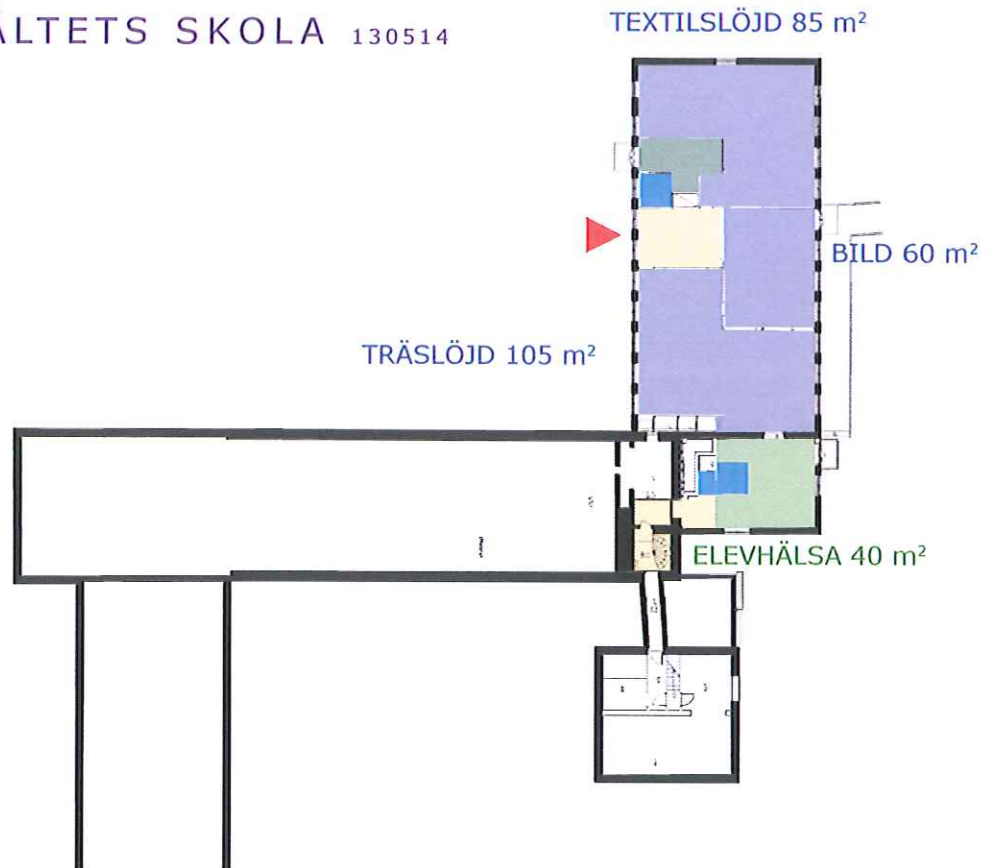 ÄLTETS SKOLA 130514
TEXTILSLÖJD 85 m²
BILD 60 m²
TRÄSLÖJD 105 m²
ELEVHÄLSA 40 m²